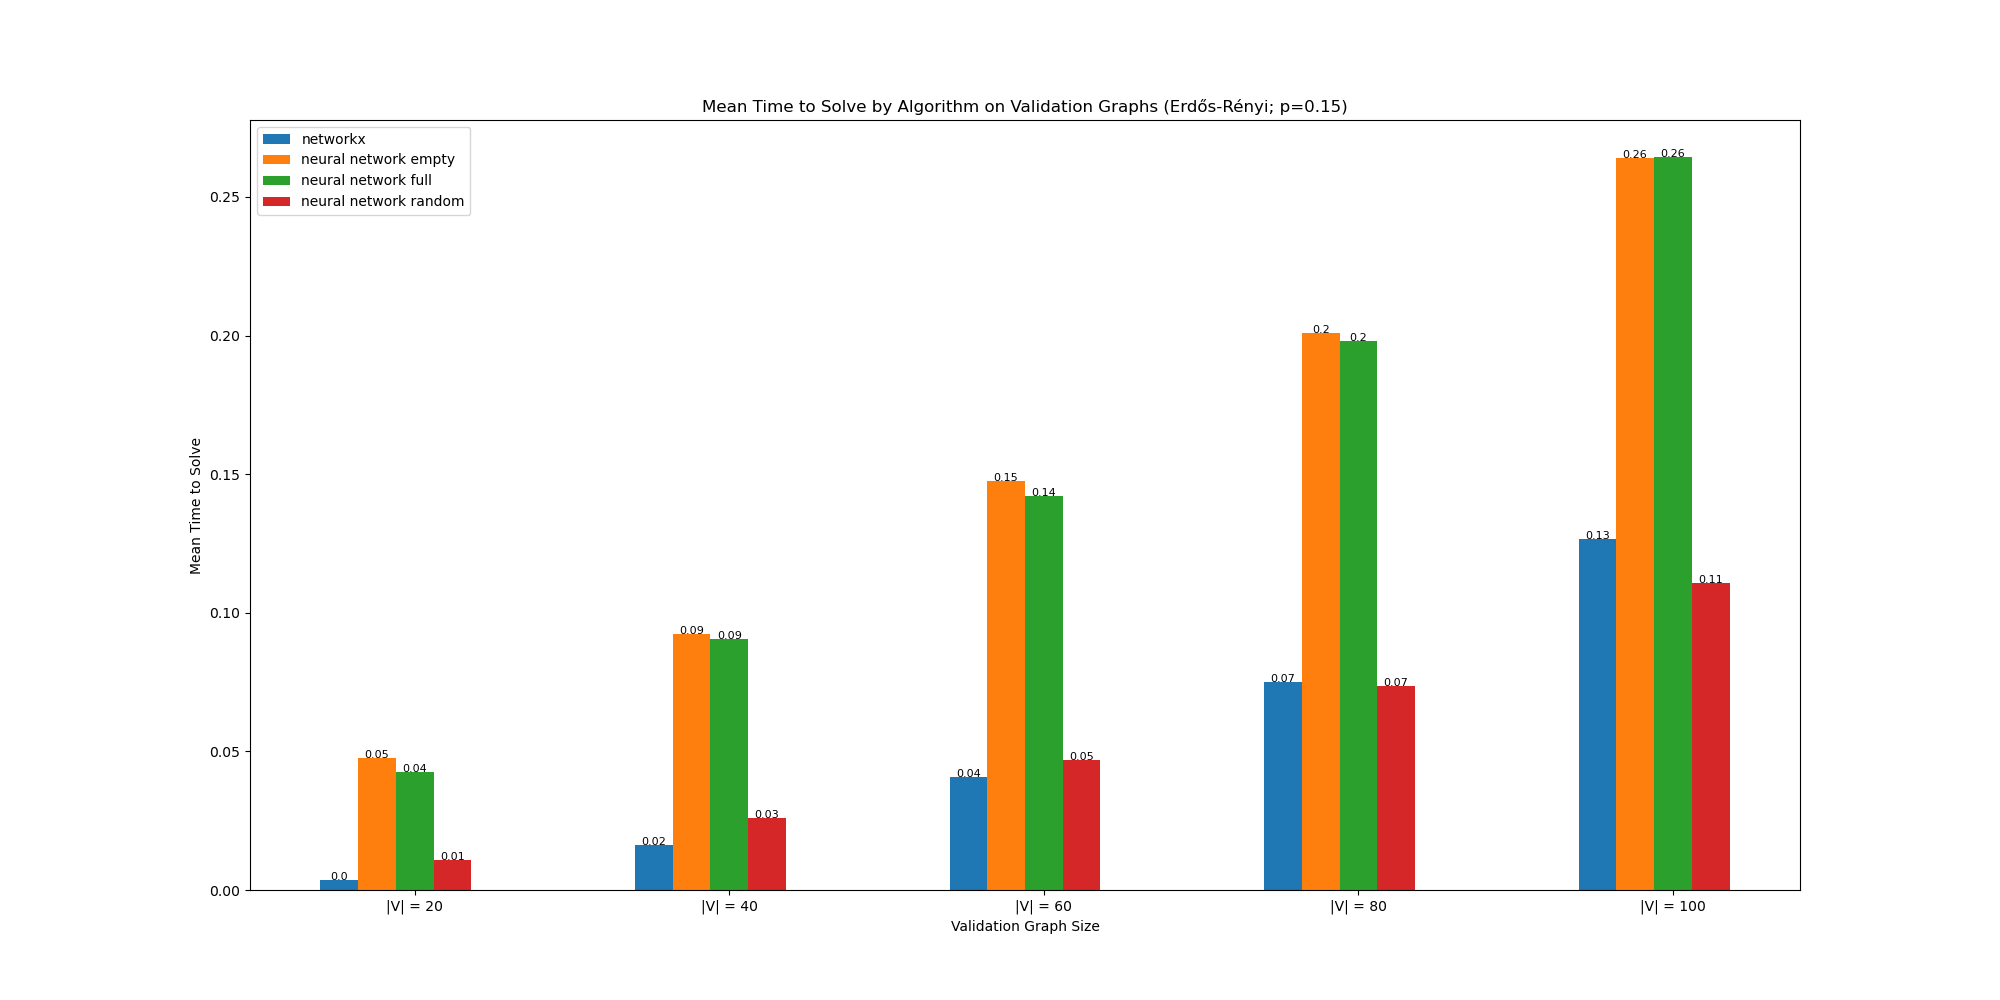 Mean Time to Solve by Algorithm on Validation Graphs (Erdős-Rényi; p=0.15)
networkx
neural network empty
neural network full
neural network random
Mean Time to Solve
0.25
0.20
0.15
0.10
0.05
0.00
0.0
0.05
0.04
0.01
0.02
0.09
0.09
0.03
0.04
0.15
0.14
0.05
0.07
0.2
0.2
0.07
0.13
0.26
0.26
0.11
|V| = 20
|V| = 40
|V| = 60
|V| = 80
|V| = 100
Validation Graph Size